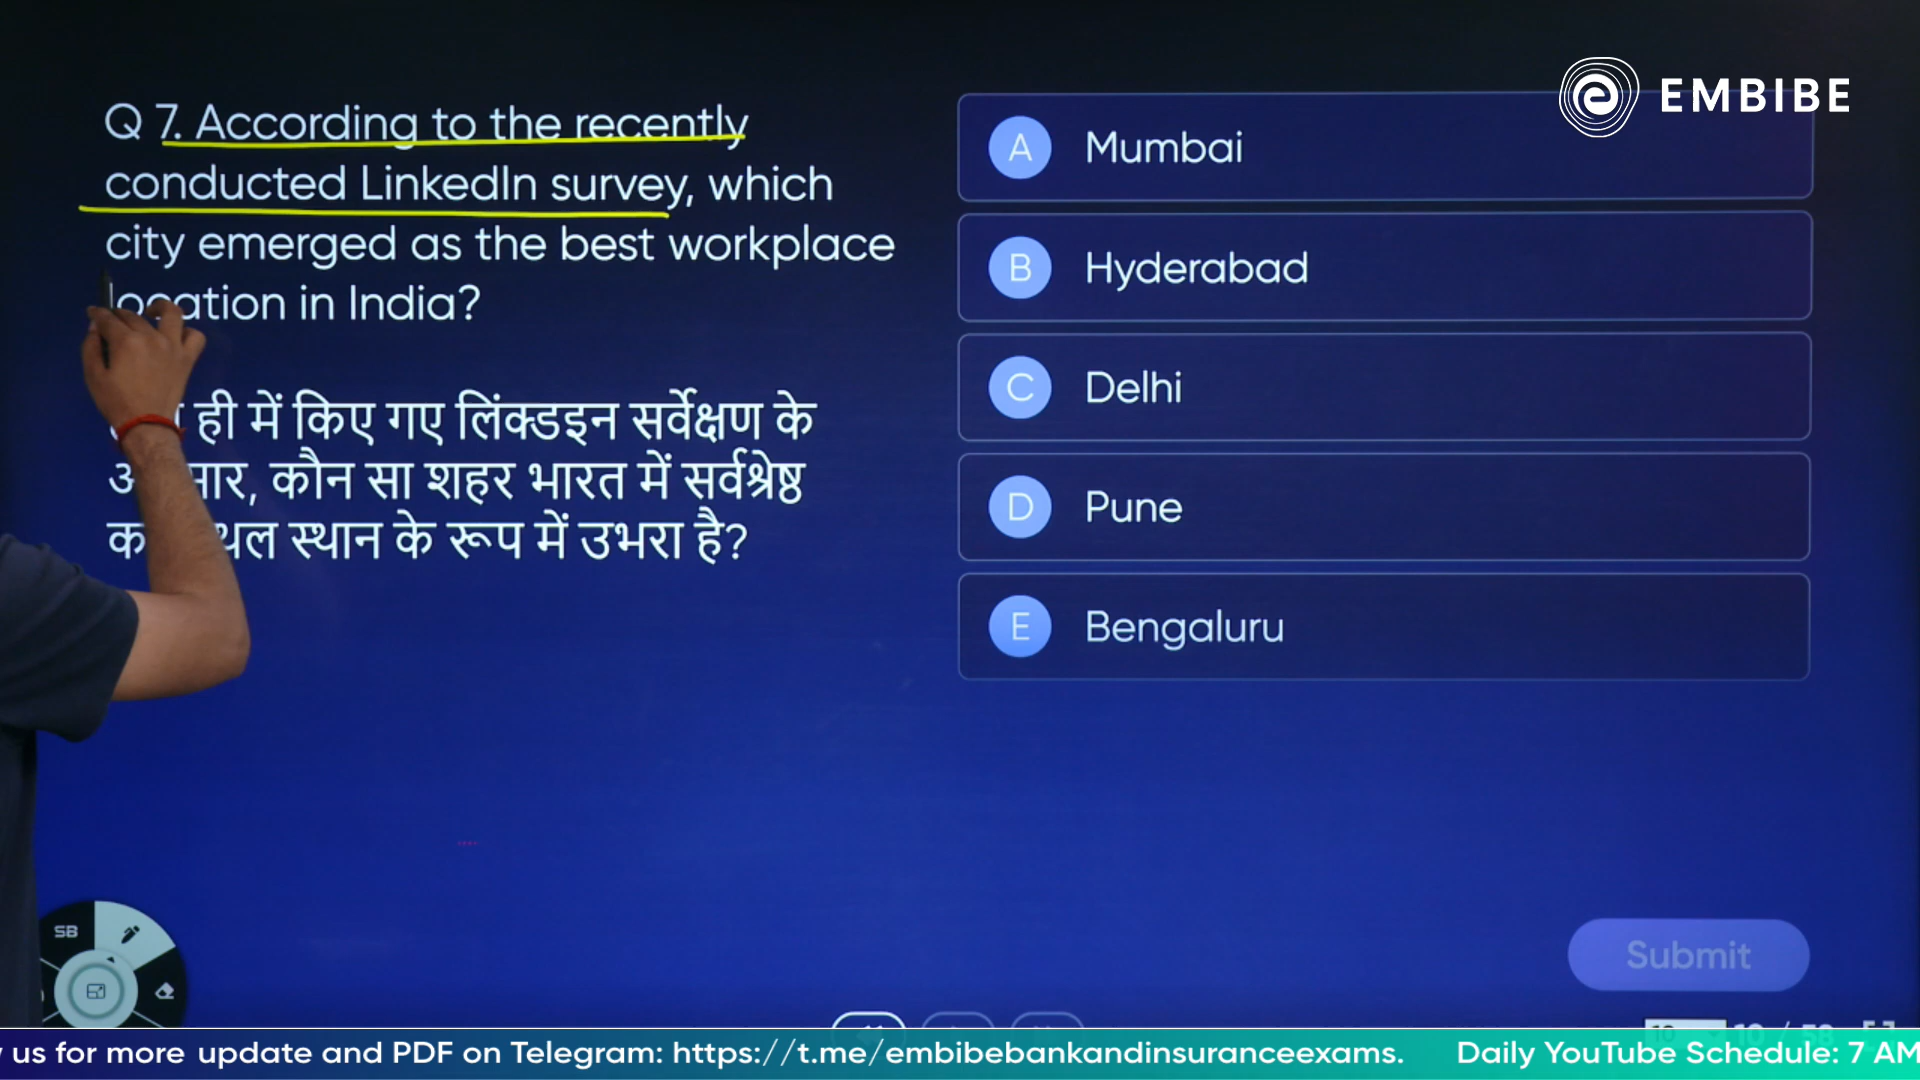 EMBIBE
Q 7. According to the recently
conducted LinkedIn survey, which
city emerged as the best workplace
location in India?
ही में किए गए लिंक्डइन सर्वेक्षण के
कौन सा शहर भारत में सर्वश्रेष्ठ
स्थान के रूप में उभरा है?
A Mumbai
B Hyderabad
C Delhi
D Pune
E Bengaluru
SB
Submit
us for more update and PDF on Telegram: https://t.me/embibebankandinsuranceexams. Daily YouTube Schedule: 7 AM